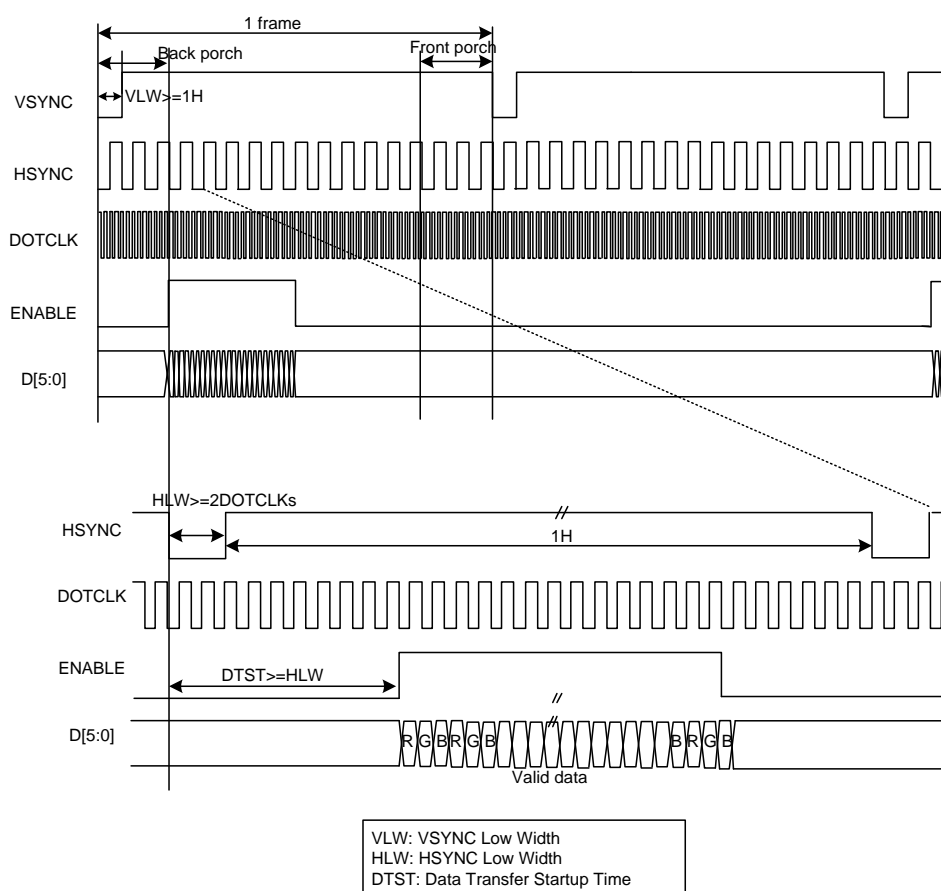 1 frame
Back porch
Front porch
VLW>=1H
VSYNC
HSYNC
DOTCLK
ENABLE
D[5:0]
HLW>=2DOTCLKs
HSYNC
//
1H
DOTCLK
ENABLE
DTST>=HLW
//
D[5:0]
//
R G B R G B B R G B
Valid data
VLW: VSYNC Low Width
HLW: HSYNC Low Width
DTST: Data Transfer Startup Time